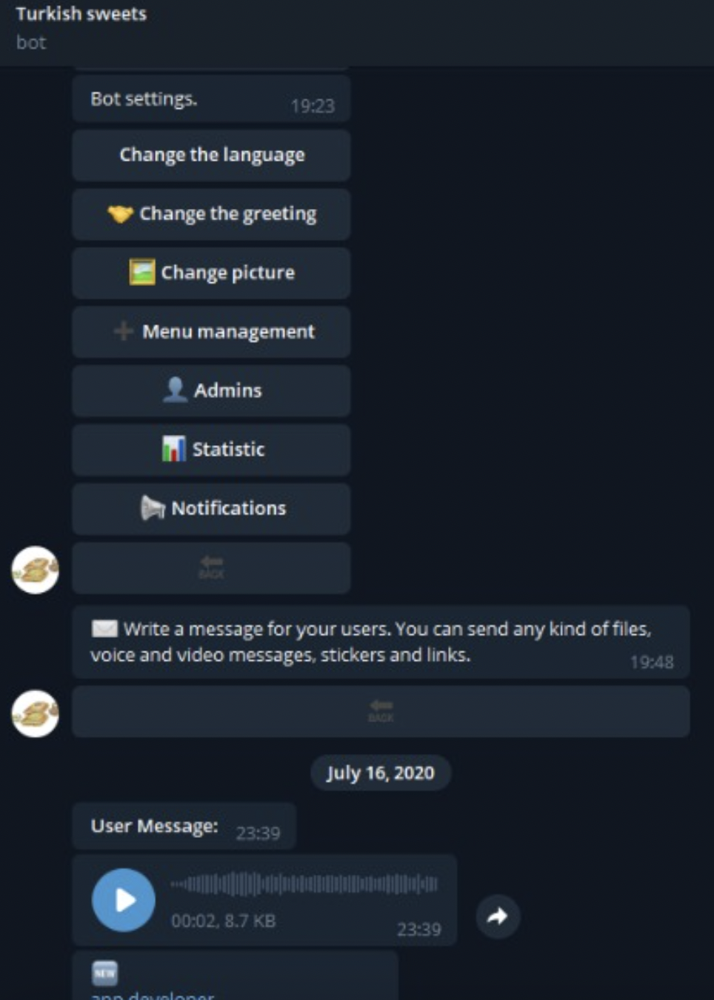 Turkish sweets
bot
Bot settings.
19:23
Change the language
Change the greeting
Change picture
Menu management
Admins
Statistic
Notifications
BACK
Write a message for your users. You can send any kind of files,
voice and video messages, stickers and links.
19:48
BACK
July 16, 2020
User Message:
23:39
00:02, 8.7 KB
23:39
NEW
app developer